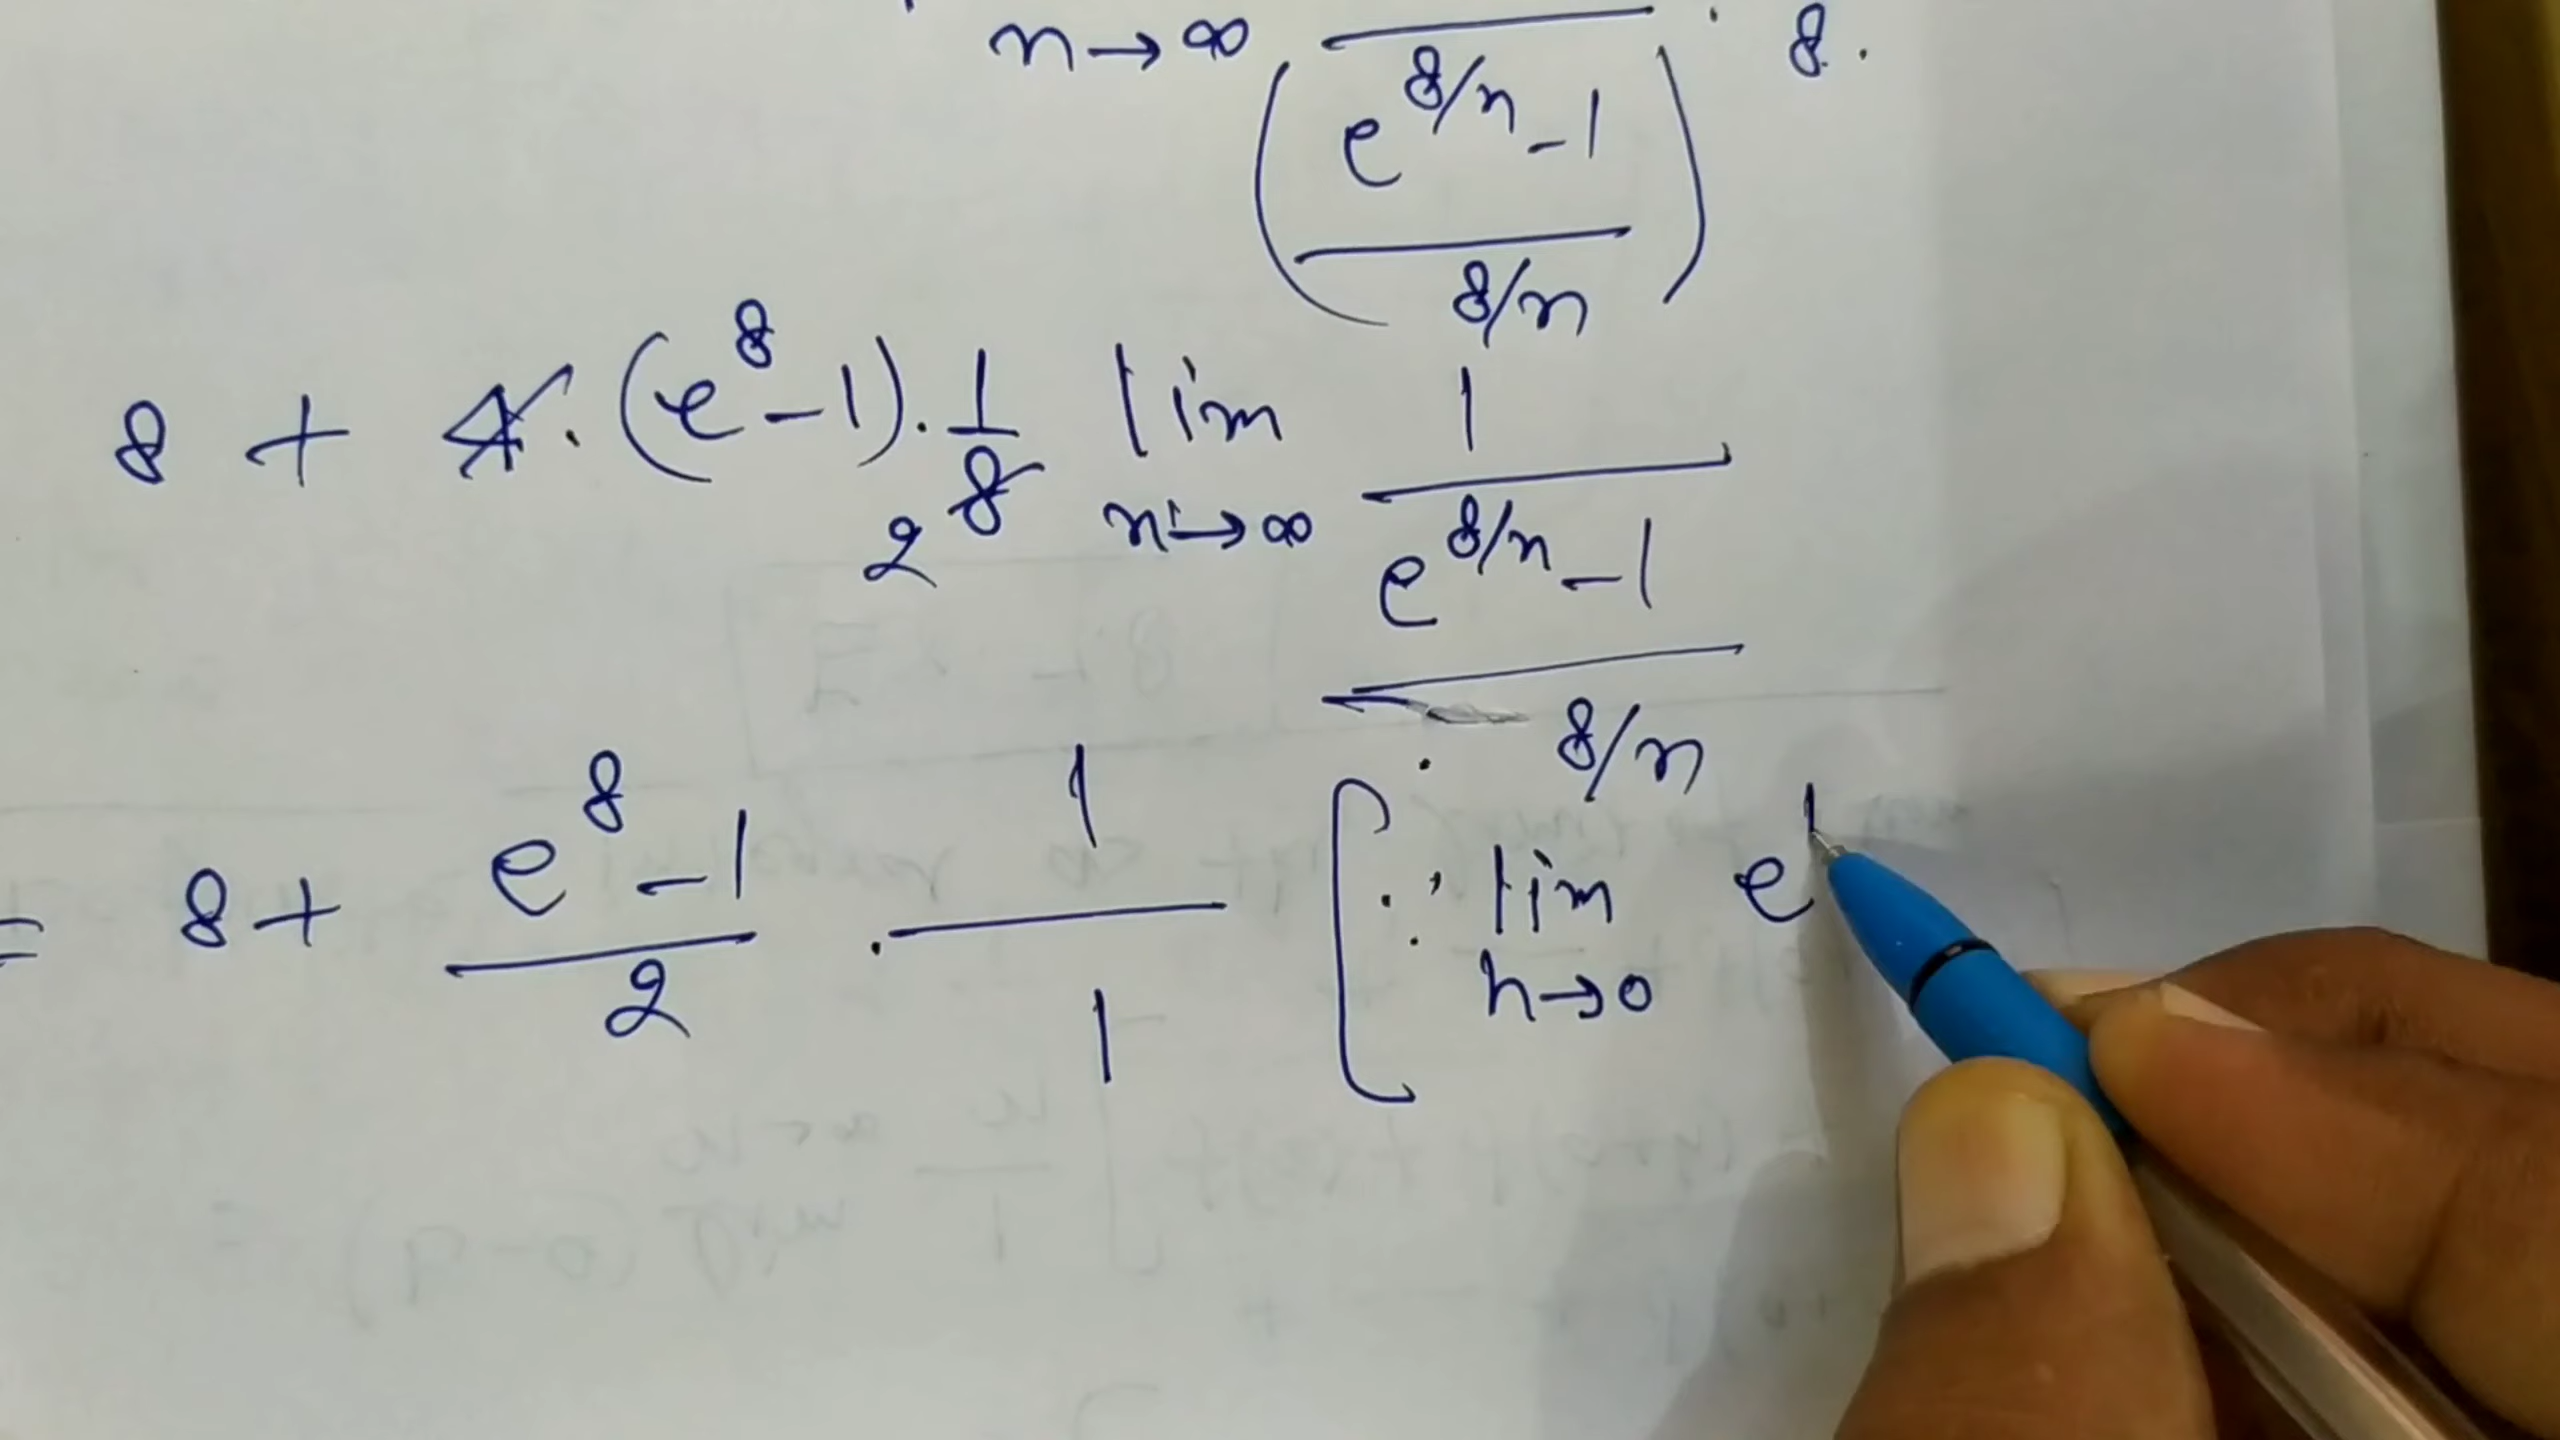 n→∞ ――― · 8.
(e^{8/n} - 1)
8/n
8 + 4·(e^8 - 1)·1/8 lim 1
2 n→∞ e^{8/n} - 1
8/n
= 8 + (e^8 - 1)/2 · 1/1 [∵ lim e
h→0